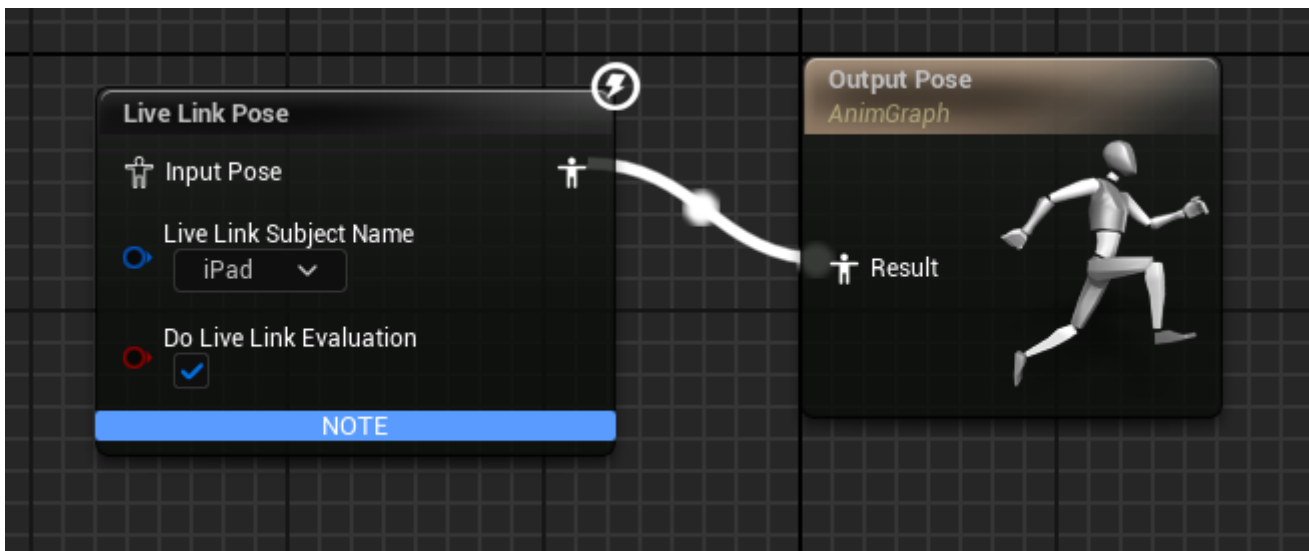 Live Link Pose
Input Pose
Live Link Subject Name
iPad
Do Live Link Evaluation
NOTE
Output Pose
AnimGraph
Result